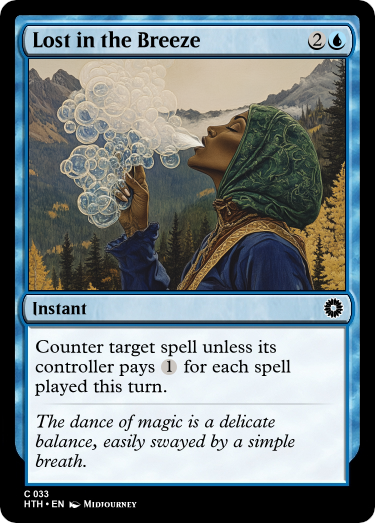 Lost in the Breeze 2
Instant
Counter target spell unless its
controller pays 1 for each spell
played this turn.
The dance of magic is a delicate
balance, easily swayed by a simple
breath.
C 033
HTH • EN Midjourney